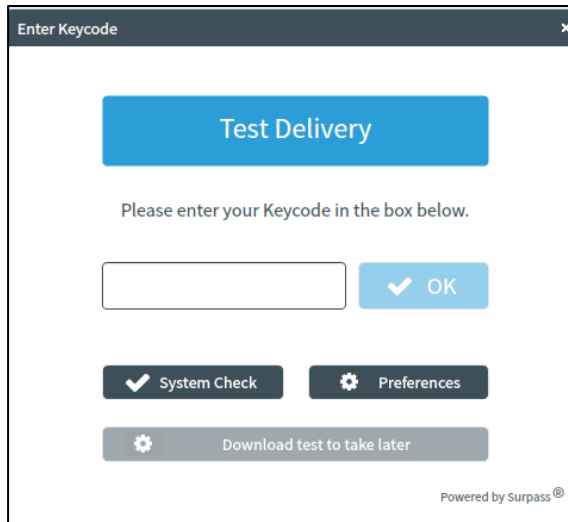 Enter Keycode ×
Test Delivery
Please enter your Keycode in the box below.
OK
System Check Preferences
Download test to take later
Powered by Surpass ®